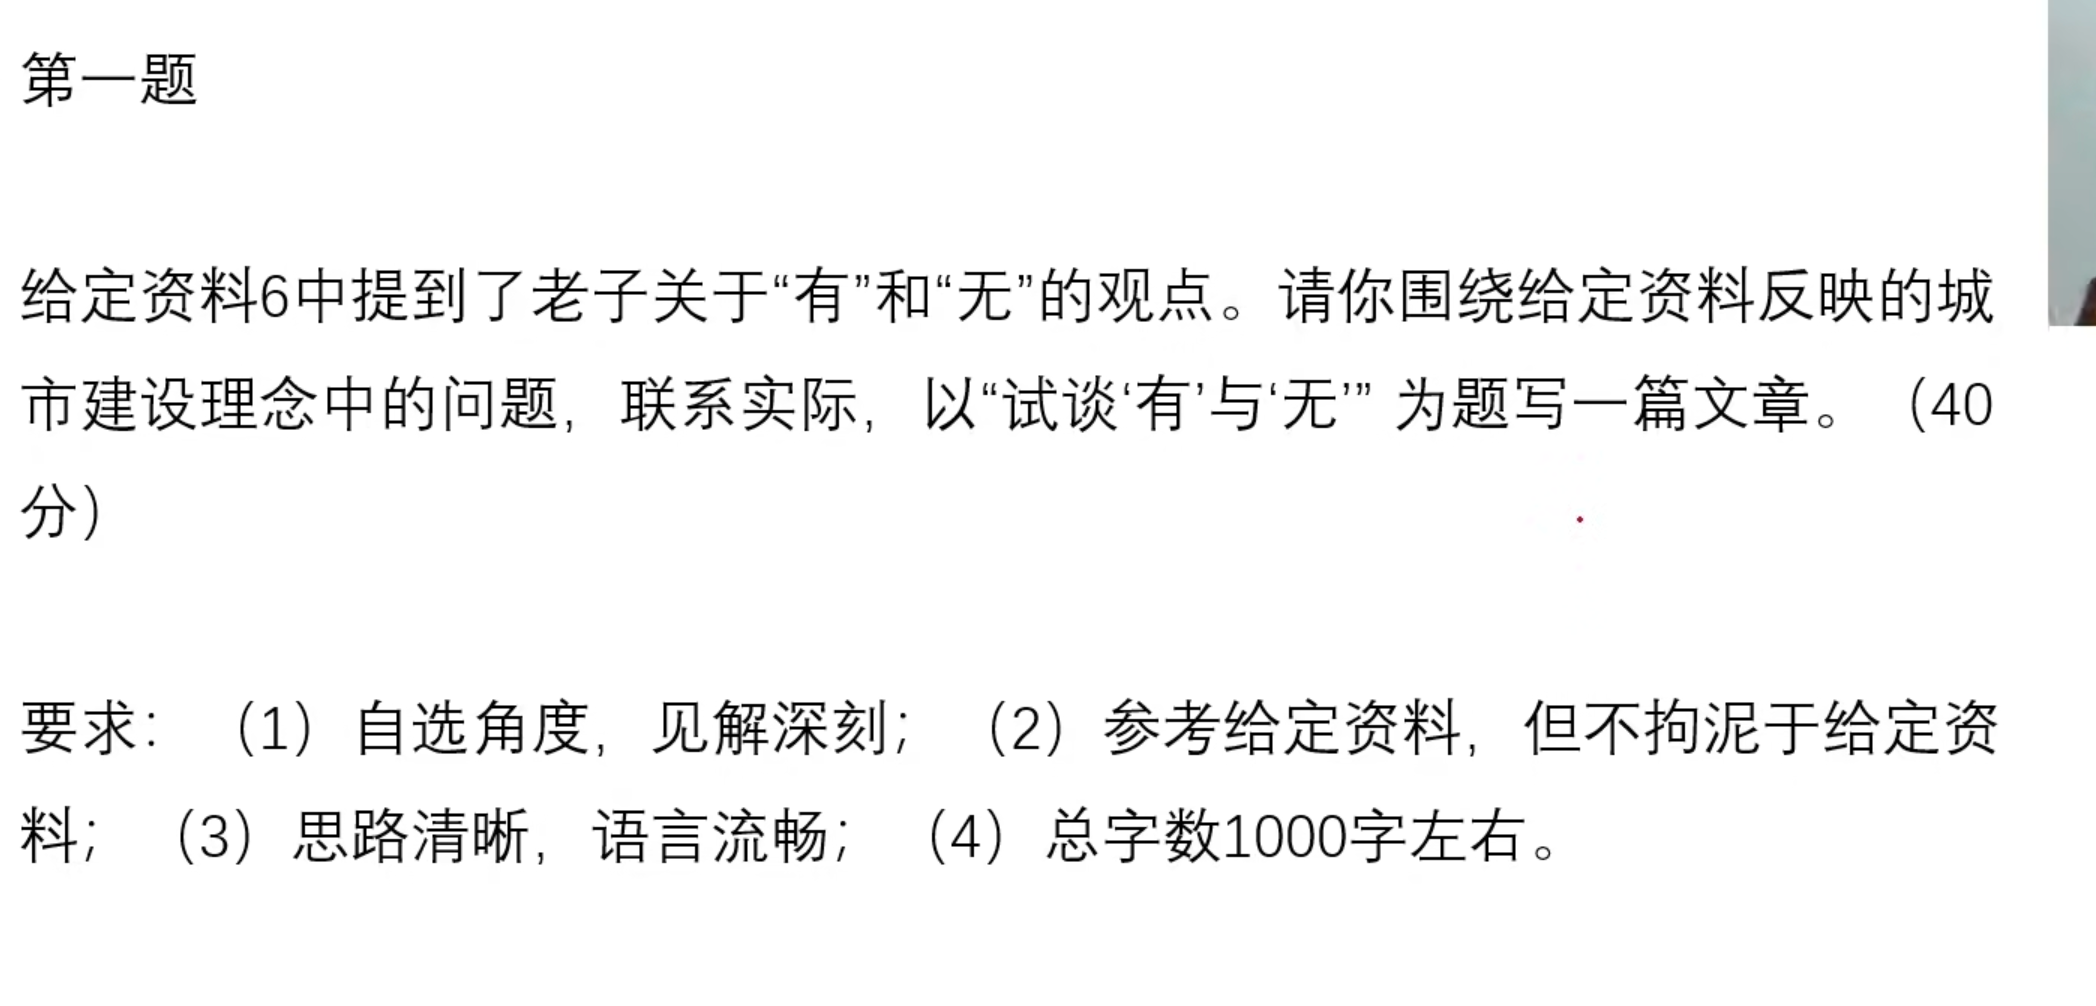 第一题
给定资料6中提到了老子关于“有”和“无”的观点。请你围绕给定资料反映的城
市建设理念中的问题，联系实际，以“试谈‘有’与‘无’” 为题写一篇文章。（40
分）
要求：（1）自选角度，见解深刻；（2）参考给定资料，但不拘泥于给定资
料；（3）思路清晰，语言流畅；（4）总字数1000字左右。